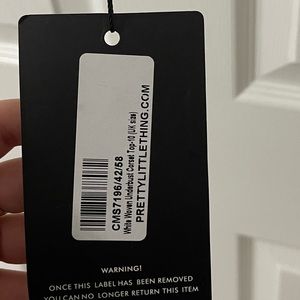 CMS7196/42/58
White Woven Underbust Corset Top-10 (UK size)
PRETTYLITTLETHING.COM
WARNING!
ONCE THIS LABEL HAS BEEN REMOVED
YOU CAN NO LONGER RETURN THIS ITEM